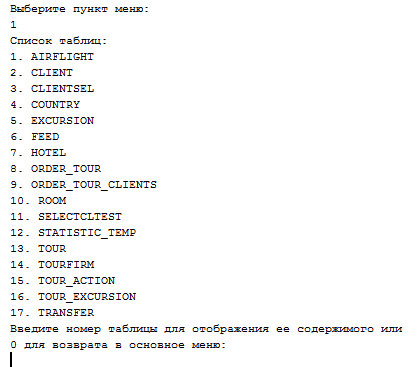 Выберите пункт меню:
1
Список таблиц:
1. AIRFLIGHT
2. CLIENT
3. CLIENTSEL
4. COUNTRY
5. EXCURSION
6. FEED
7. HOTEL
8. ORDER_TOUR
9. ORDER_TOUR_CLIENTS
10. ROOM
11. SELECTCLTEST
12. STATISTIC_TEMP
13. TOUR
14. TOURFIRM
15. TOUR_ACTION
16. TOUR_EXCURSION
17. TRANSFER
Введите номер таблицы для отображения ее содержимого или
0 для возврата в основное меню: